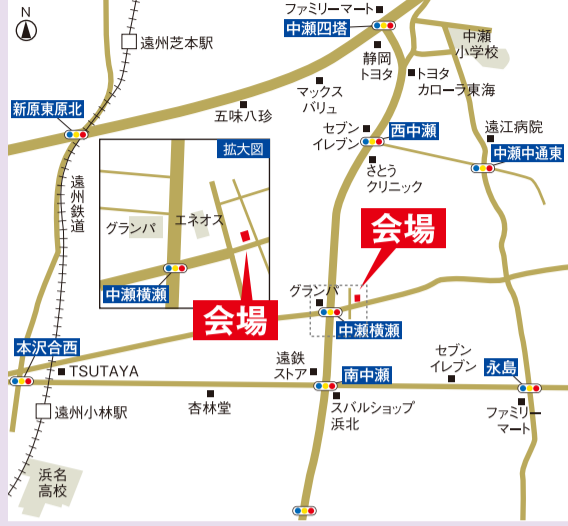 N
ファミリーマート
中瀬四塔
遠州芝本駅
静岡
トヨタ
中瀬
小学校
トヨタ
カローラ東海
マックス
バリュ
新原東原北
五味八珍
セブン
イレブン
西中瀬
遠江病院
中瀬中通東
さとう
クリニック
拡大図
遠州鉄道
グランパ
エネオス
中瀬横瀬
会場
会場
グランパ
中瀬横瀬
本沢合西
TSUTAYA
遠鉄
ストア
南中瀬
セブン
イレブン
永島
遠州小林駅
杏林堂
スバルショップ
浜北
ファミリー
マート
浜名
高校